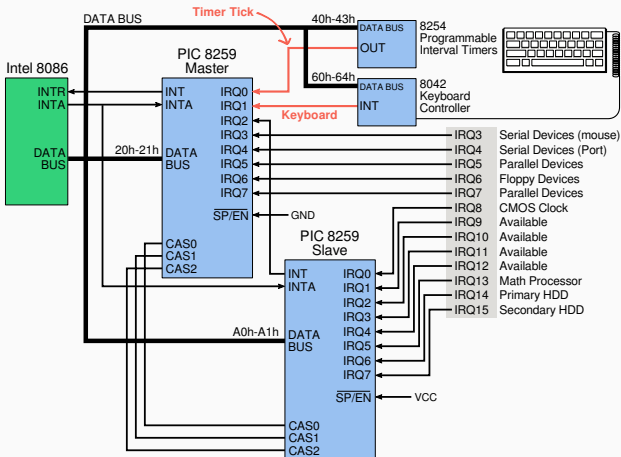 DATA BUS
Timer Tick
40h-43h
DATA BUS
OUT
8254
Programmable
Interval Timers
60h-64h
DATA BUS
INT
8042
Keyboard
Controller
Keyboard
Intel 8086
INTR
INTA
DATA
BUS
20h-21h
PIC 8259
Master
INT
INTA
DATA
BUS
IRQ0
IRQ1
IRQ2
IRQ3
IRQ4
IRQ5
IRQ6
IRQ7
SP/EN
GND
CAS0
CAS1
CAS2
IRQ3 Serial Devices (mouse)
IRQ4 Serial Devices (Port)
IRQ5 Parallel Devices
IRQ6 Floppy Devices
IRQ7 Parallel Devices
IRQ8 CMOS Clock
IRQ9 Available
IRQ10 Available
IRQ11 Available
IRQ12 Available
IRQ13 Math Processor
IRQ14 Primary HDD
IRQ15 Secondary HDD
PIC 8259
Slave
INT
INTA
A0h-A1h
DATA
BUS
IRQ0
IRQ1
IRQ2
IRQ3
IRQ4
IRQ5
IRQ6
IRQ7
SP/EN
VCC
CAS0
CAS1
CAS2